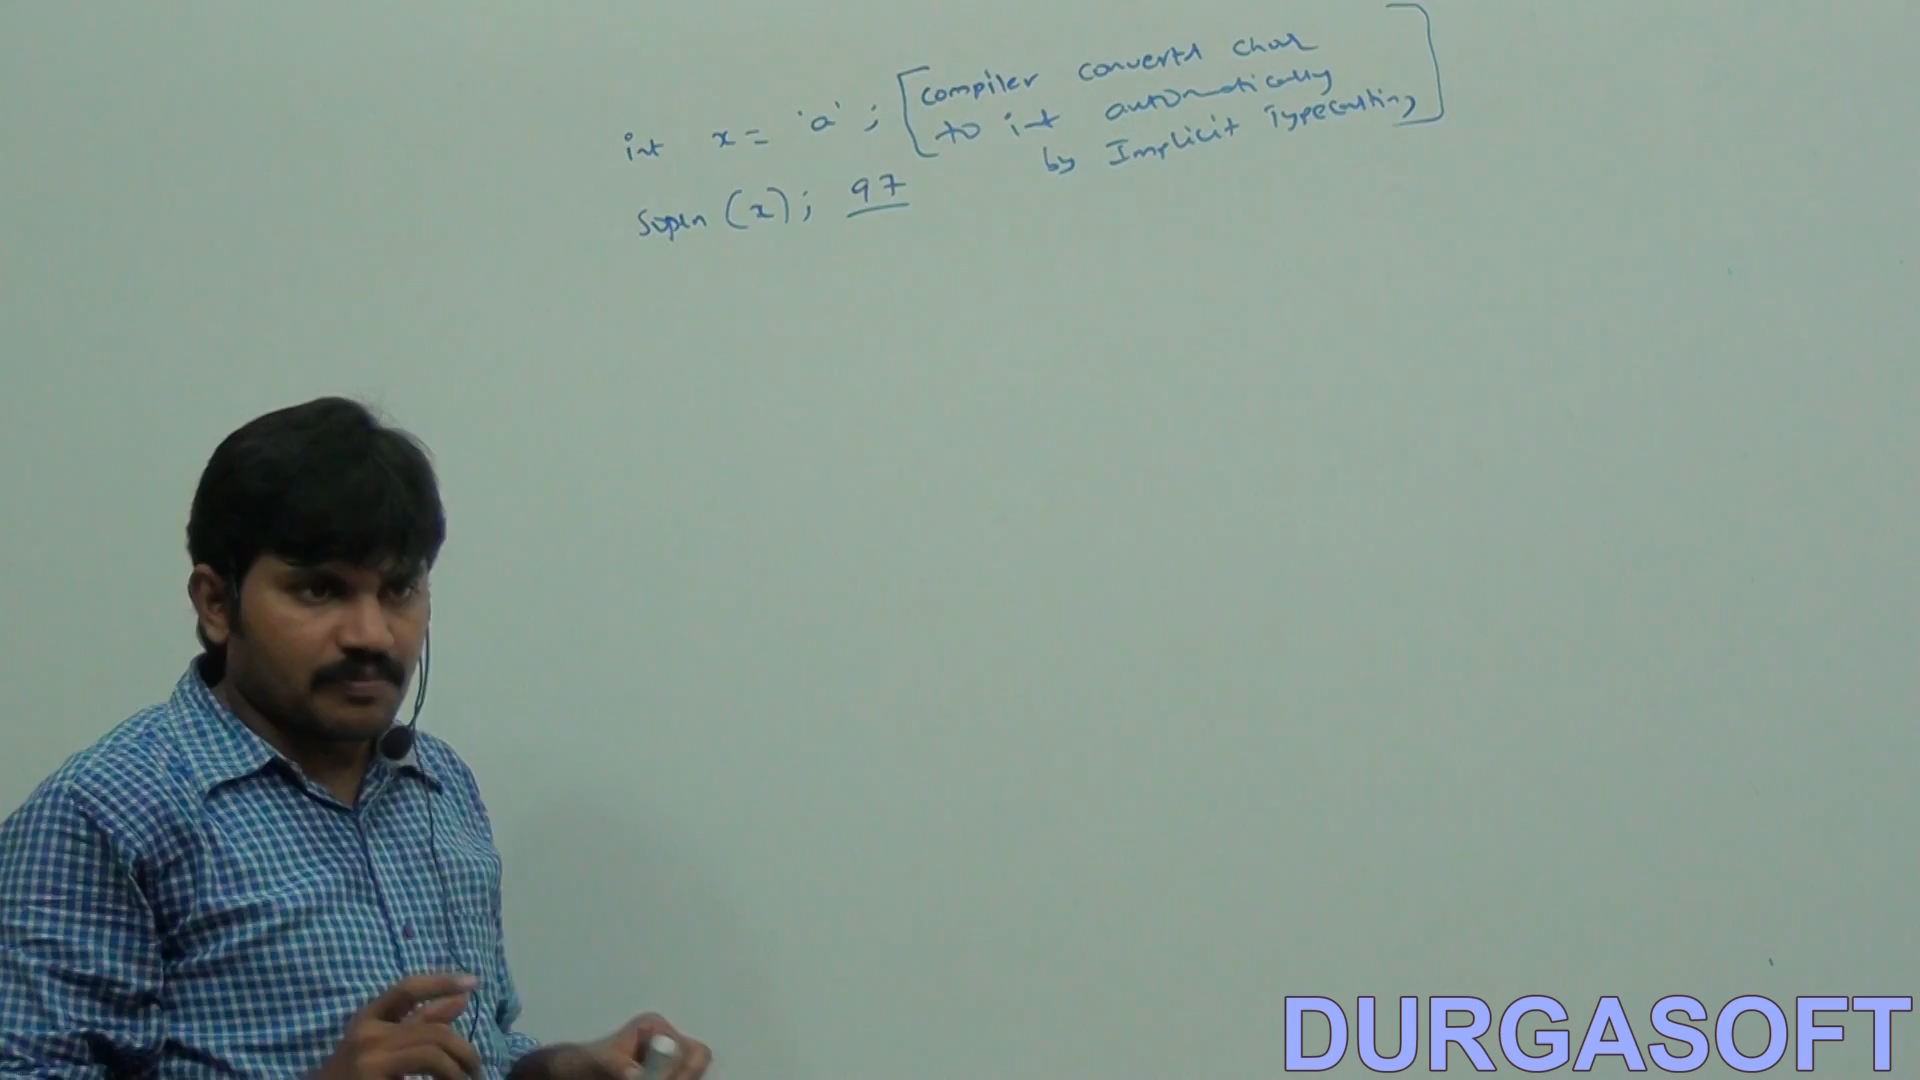 int x = 'a'; [compiler converts char
to int automatically
by Implicit Typecasting]
Sopln (x); 97
DURGASOFT